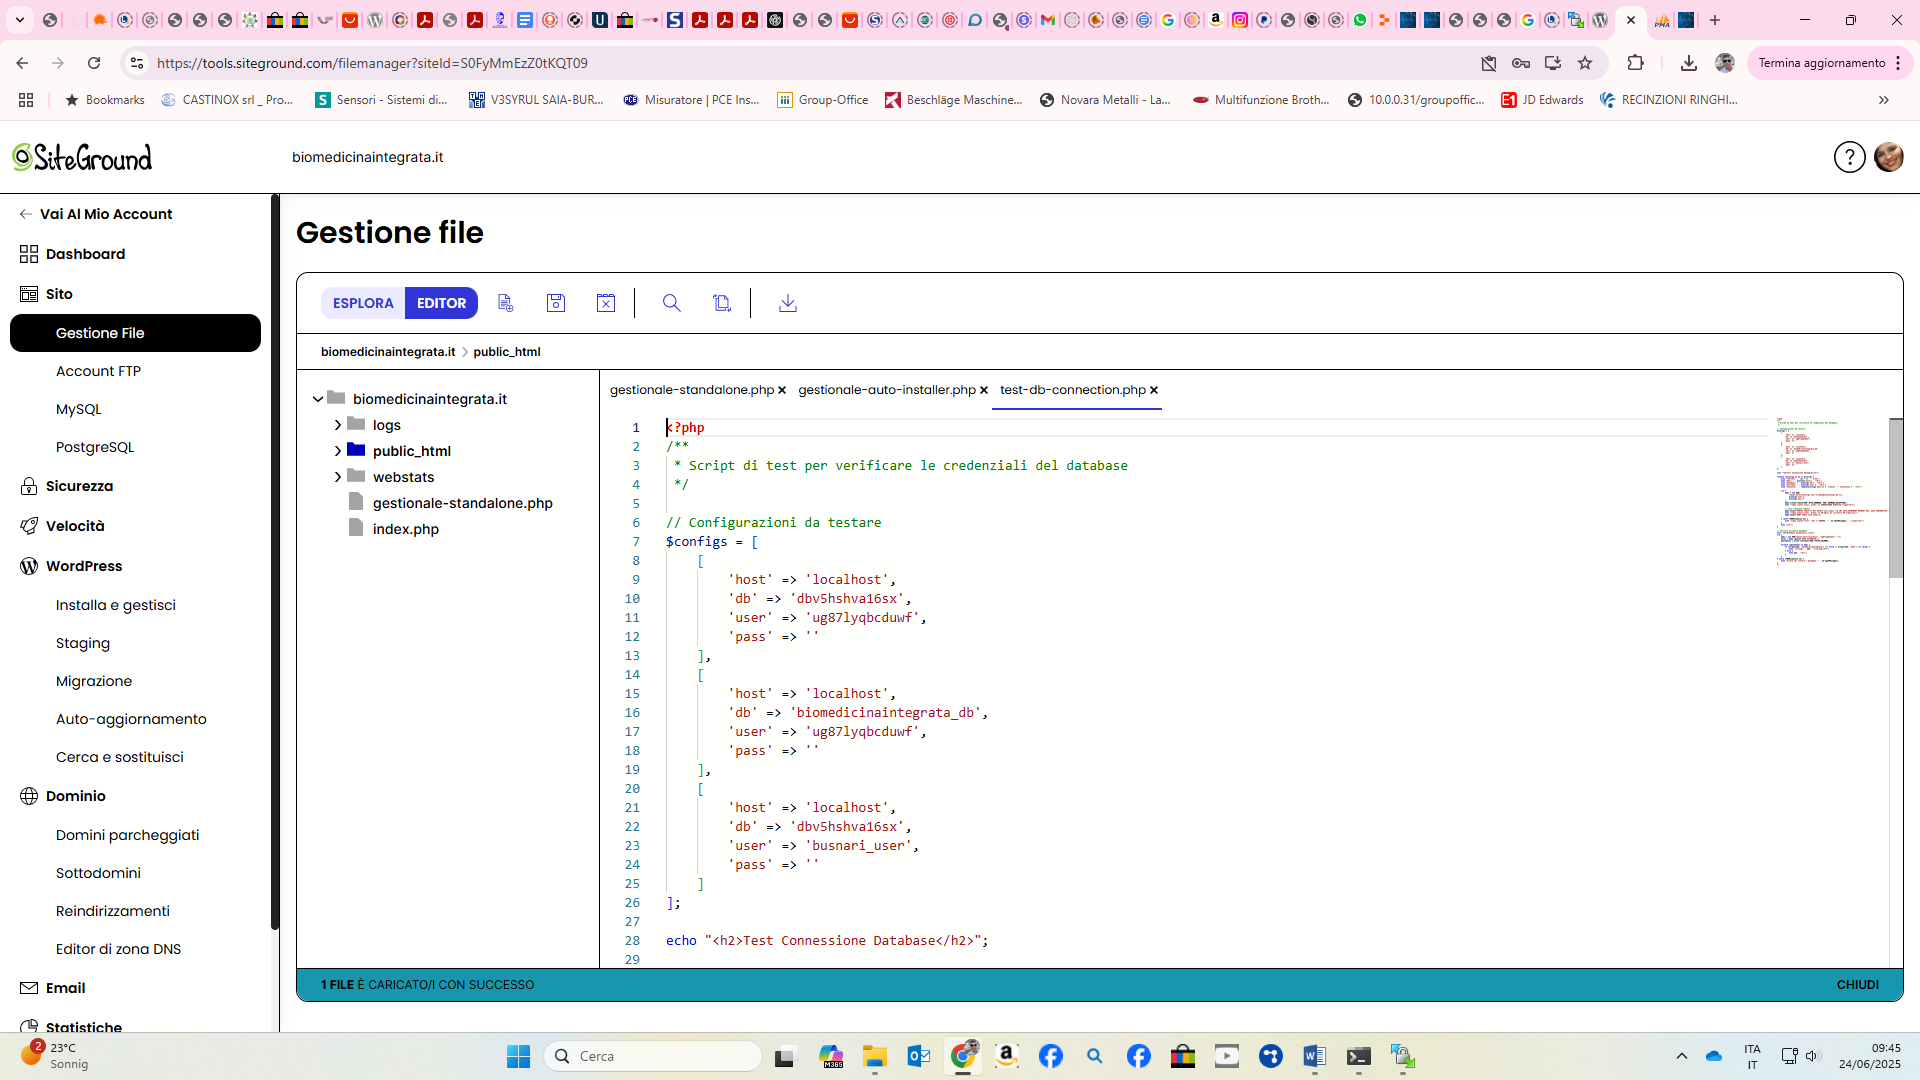 https://tools.siteground.com/filemanager?siteId=S0FyMmEzZ0tKQT09
Termina aggiornamento
Bookmarks
CASTINOX srl _ Pro...
Sensori - Sistemi di...
V3SYRUL SAIA-BUR...
Misuratore | PCE Ins...
Group-Office
Beschläge Maschine...
Novara Metalli - La...
Multifunzione Broth...
10.0.0.31/groupoffic...
JD Edwards
RECINZIONI RINGHI...
SiteGround
biomedicinaintegrata.it
Vai Al Mio Account
Dashboard
Sito
Gestione File
Account FTP
MySQL
PostgreSQL
Sicurezza
Velocità
WordPress
Installa e gestisci
Staging
Migrazione
Auto-aggiornamento
Cerca e sostituisci
Dominio
Domini parcheggiati
Sottodomini
Reindirizzamenti
Editor di zona DNS
Email
Statistiche
Gestione file
ESPLORA
EDITOR
biomedicinaintegrata.it > public_html
biomedicinaintegrata.it
logs
public_html
webstats
gestionale-standalone.php
index.php
gestionale-standalone.php
gestionale-auto-installer.php
test-db-connection.php
1 <?php
2 /**
3  * Script di test per verificare le credenziali del database
4  */
5
6 // Configurazioni da testare
7 $configs = [
8     [
9         'host' => 'localhost',
10         'db' => 'dbv5hshva16sx',
11         'user' => 'ug87lyqbcduwf',
12         'pass' => ''
13     ],
14     [
15         'host' => 'localhost',
16         'db' => 'biomedicinaintegrata_db',
17         'user' => 'ug87lyqbcduwf',
18         'pass' => ''
19     ],
20     [
21         'host' => 'localhost',
22         'db' => 'dbv5hshva16sx',
23         'user' => 'busnari_user',
24         'pass' => ''
25     ]
26 ];
27
28 echo "<h2>Test Connessione Database</h2>";
29
1 FILE È CARICATO/I CON SUCCESSO
CHIUDI
2
23°C
Sonnig
Cerca
ITA
IT
09:45
24/06/2025